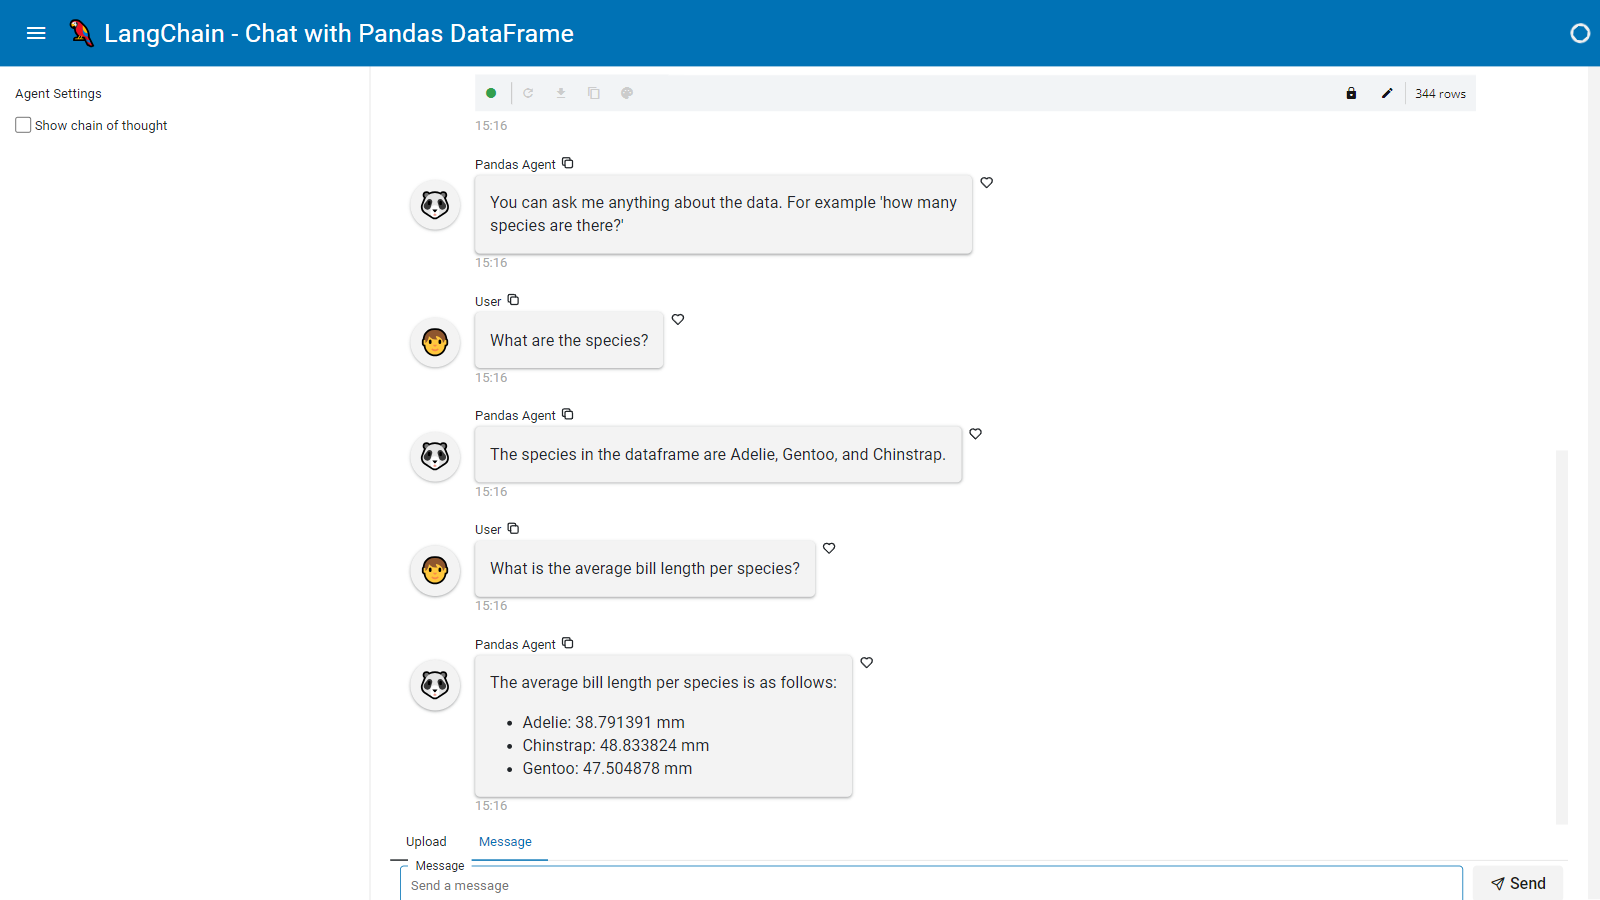 LangChain - Chat with Pandas DataFrame
Agent Settings
Show chain of thought
344 rows
15:16
Pandas Agent
You can ask me anything about the data. For example 'how many
species are there?'
15:16
User
What are the species?
15:16
Pandas Agent
The species in the dataframe are Adelie, Gentoo, and Chinstrap.
15:16
User
What is the average bill length per species?
15:16
Pandas Agent
The average bill length per species is as follows:
• Adelie: 38.791391 mm
• Chinstrap: 48.833824 mm
• Gentoo: 47.504878 mm
15:16
Upload Message
Message
Send a message
Send